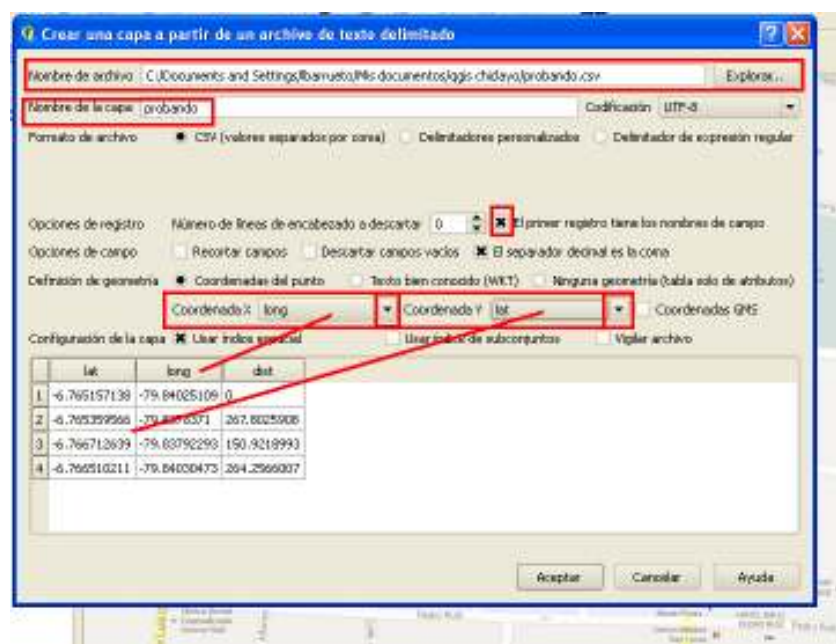 Crear una capa a partir de un archivo de texto delimitado
Nombre de archivo C:/Documents and Settings/lbarrueto/Mis documentos/qgis chiclayo/probando.csv Explorar...
Nombre de la capa probando Codificación UTF-8
Formato de archivo CSV (valores separados por coma) Delimitadores personalizados Delimitador de expresión regular
Opciones de registro Número de líneas de encabezado a descartar 0 El primer registro tiene los nombres de campo
Opciones de campo Recortar campos Descartar campos vacíos El separador decimal es la coma
Definición de geometría Coordenadas del punto Texto bien conocido (WKT) Ninguna geometría (tabla solo de atributos)
Coordenada X long Coordenada Y lat Coordenadas GMS
Configuración de la capa Usar índice espacial Usar índice de subconjuntos Vigilar archivo
lat long dist
1 -6.765157138 -79.84025109 0
2 -6.765359566 267.8025908
3 -6.766712639 -79.83792293 150.9218993
4 -6.766510211 -79.84030473 264.2566007
Aceptar Cancelar Ayuda